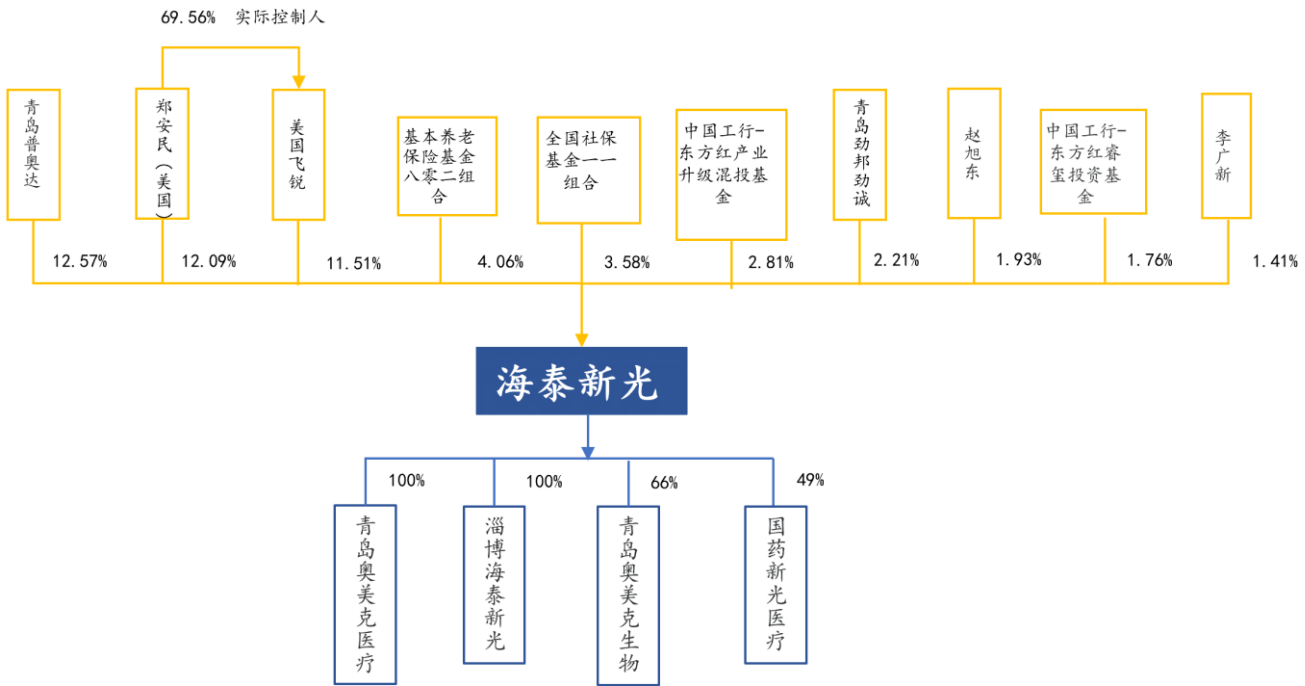 69.56% 实际控制人
青岛普奥达
郑安民（美国）
美国飞锐
基本养老
保险基金
八零二组
合
全国社保
基金一一
组合
中国工行-
东方红产业
升级混投基
金
青岛劲邦劲诚
赵旭东
中国工行-
东方红睿
玺投资基
金
李广新
12.57%
12.09%
11.51%
4.06%
3.58%
2.81%
2.21%
1.93%
1.76%
1.41%
海泰新光
100%
100%
66%
49%
青岛奥美克医疗
淄博海泰新光
青岛奥美克生物
国药新光医疗